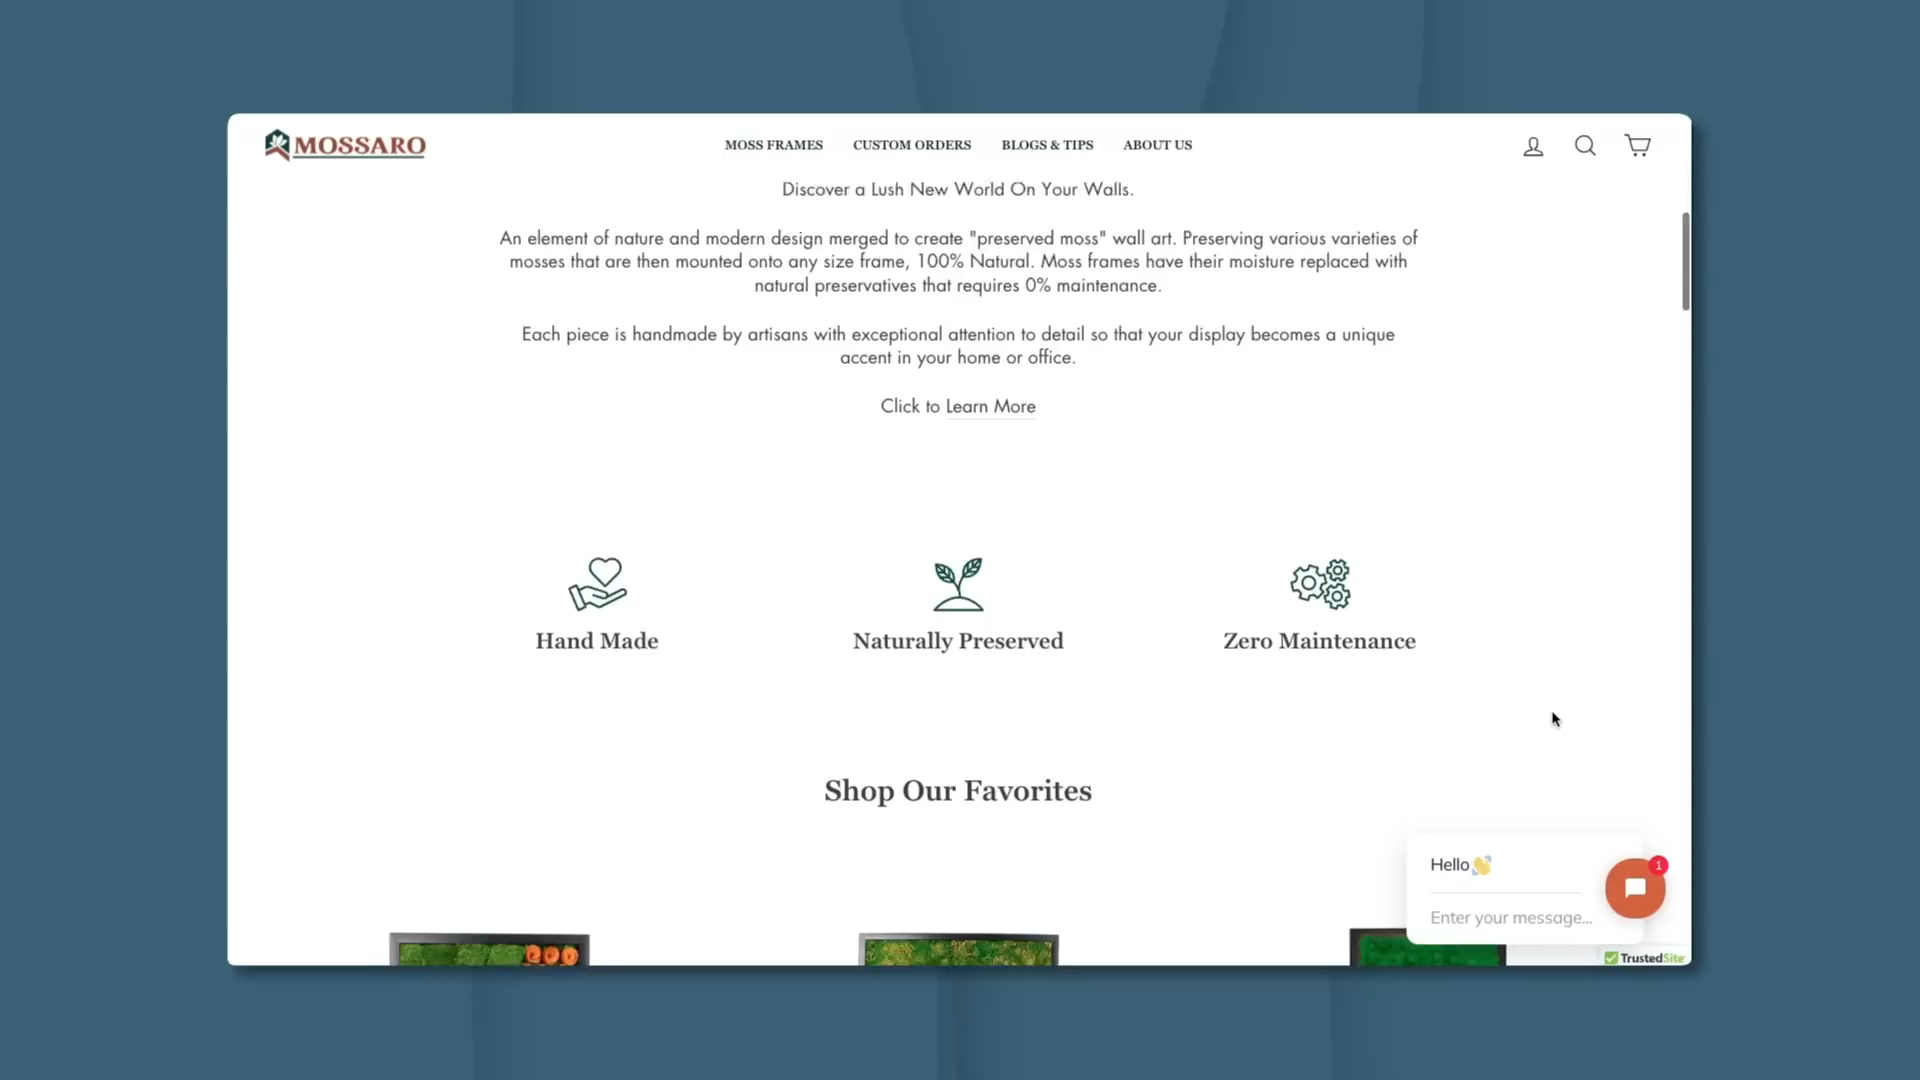 MOSSARO
MOSS FRAMES
CUSTOM ORDERS
BLOGS & TIPS
ABOUT US
Discover a Lush New World On Your Walls.
An element of nature and modern design merged to create "preserved moss" wall art. Preserving various varieties of
mosses that are then mounted onto any size frame, 100% Natural. Moss frames have their moisture replaced with
natural preservatives that requires 0% maintenance.
Each piece is handmade by artisans with exceptional attention to detail so that your display becomes a unique
accent in your home or office.
Click to Learn More
Hand Made
Naturally Preserved
Zero Maintenance
Shop Our Favorites
Hello👋
1
Enter your message...
TrustedSite